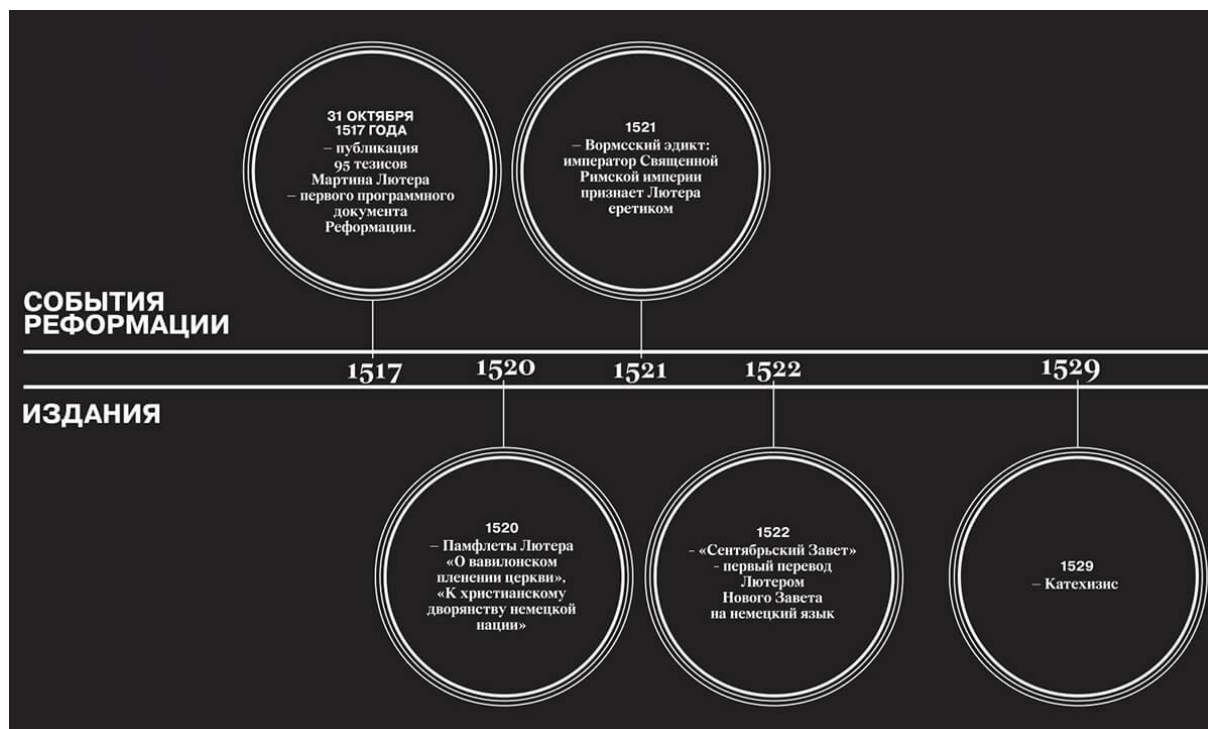 31 ОКТЯБРЯ
1517 ГОДА
– публикация
95 тезисов
Мартина Лютера
– первого программного
документа
Реформации.
1521
– Вормсский эдикт:
император Священной
Римской империи
признает Лютера
еретиком
СОБЫТИЯ
РЕФОРМАЦИИ
1517
1520
1521
1522
1529
ИЗДАНИЯ
1520
– Памфлеты Лютера
«О вавилонском
пленении церкви»,
«К христианскому
дворянству немецкой
нации»
1522
- «Сентябрьский Завет»
- первый перевод
Лютером
Нового Завета
на немецкий язык
1529
– Катехизис